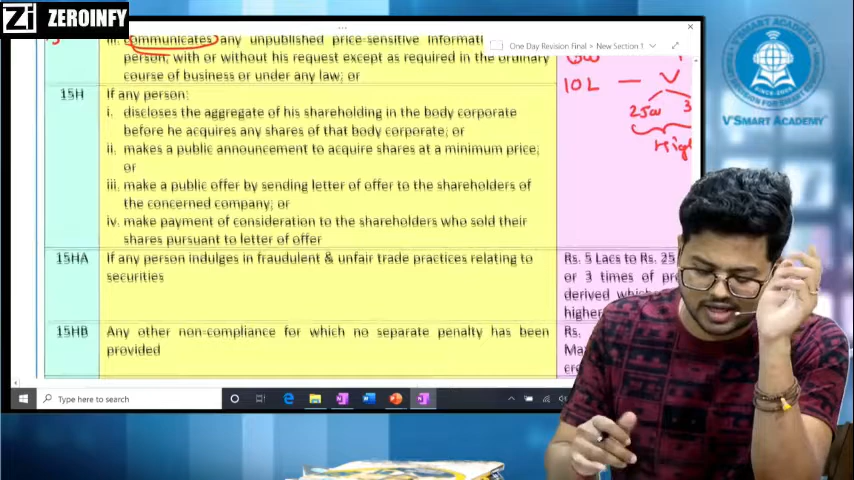 Zi ZEROINFY
iii. communicates any unpublished price-sensitive
person, with or without his request except as required in the ordinary
course of business or under any law; or
One Day Revision Final > New Section 1
10L — V
25cr 3
15H
If any person:
i. discloses the aggregate of his shareholding in the body corporate
before he acquires any shares of that body corporate; or
ii. makes a public announcement to acquire shares at a minimum price;
or
iii. make a public offer by sending letter of offer to the shareholders
of the concerned company; or
iv. make payment of consideration to the shareholders who sold their
shares pursuant to letter of offer
15HA
If any person indulges in fraudulent & unfair trade practices relating to
securities
Rs. 5 Lacs to Rs. 25
or 3 times of
derived
higher
15HB
Any other non-compliance for which no separate penalty has been
provided
Rs.
Type here to search
SINCE-2008
V'SMART ACADEMY